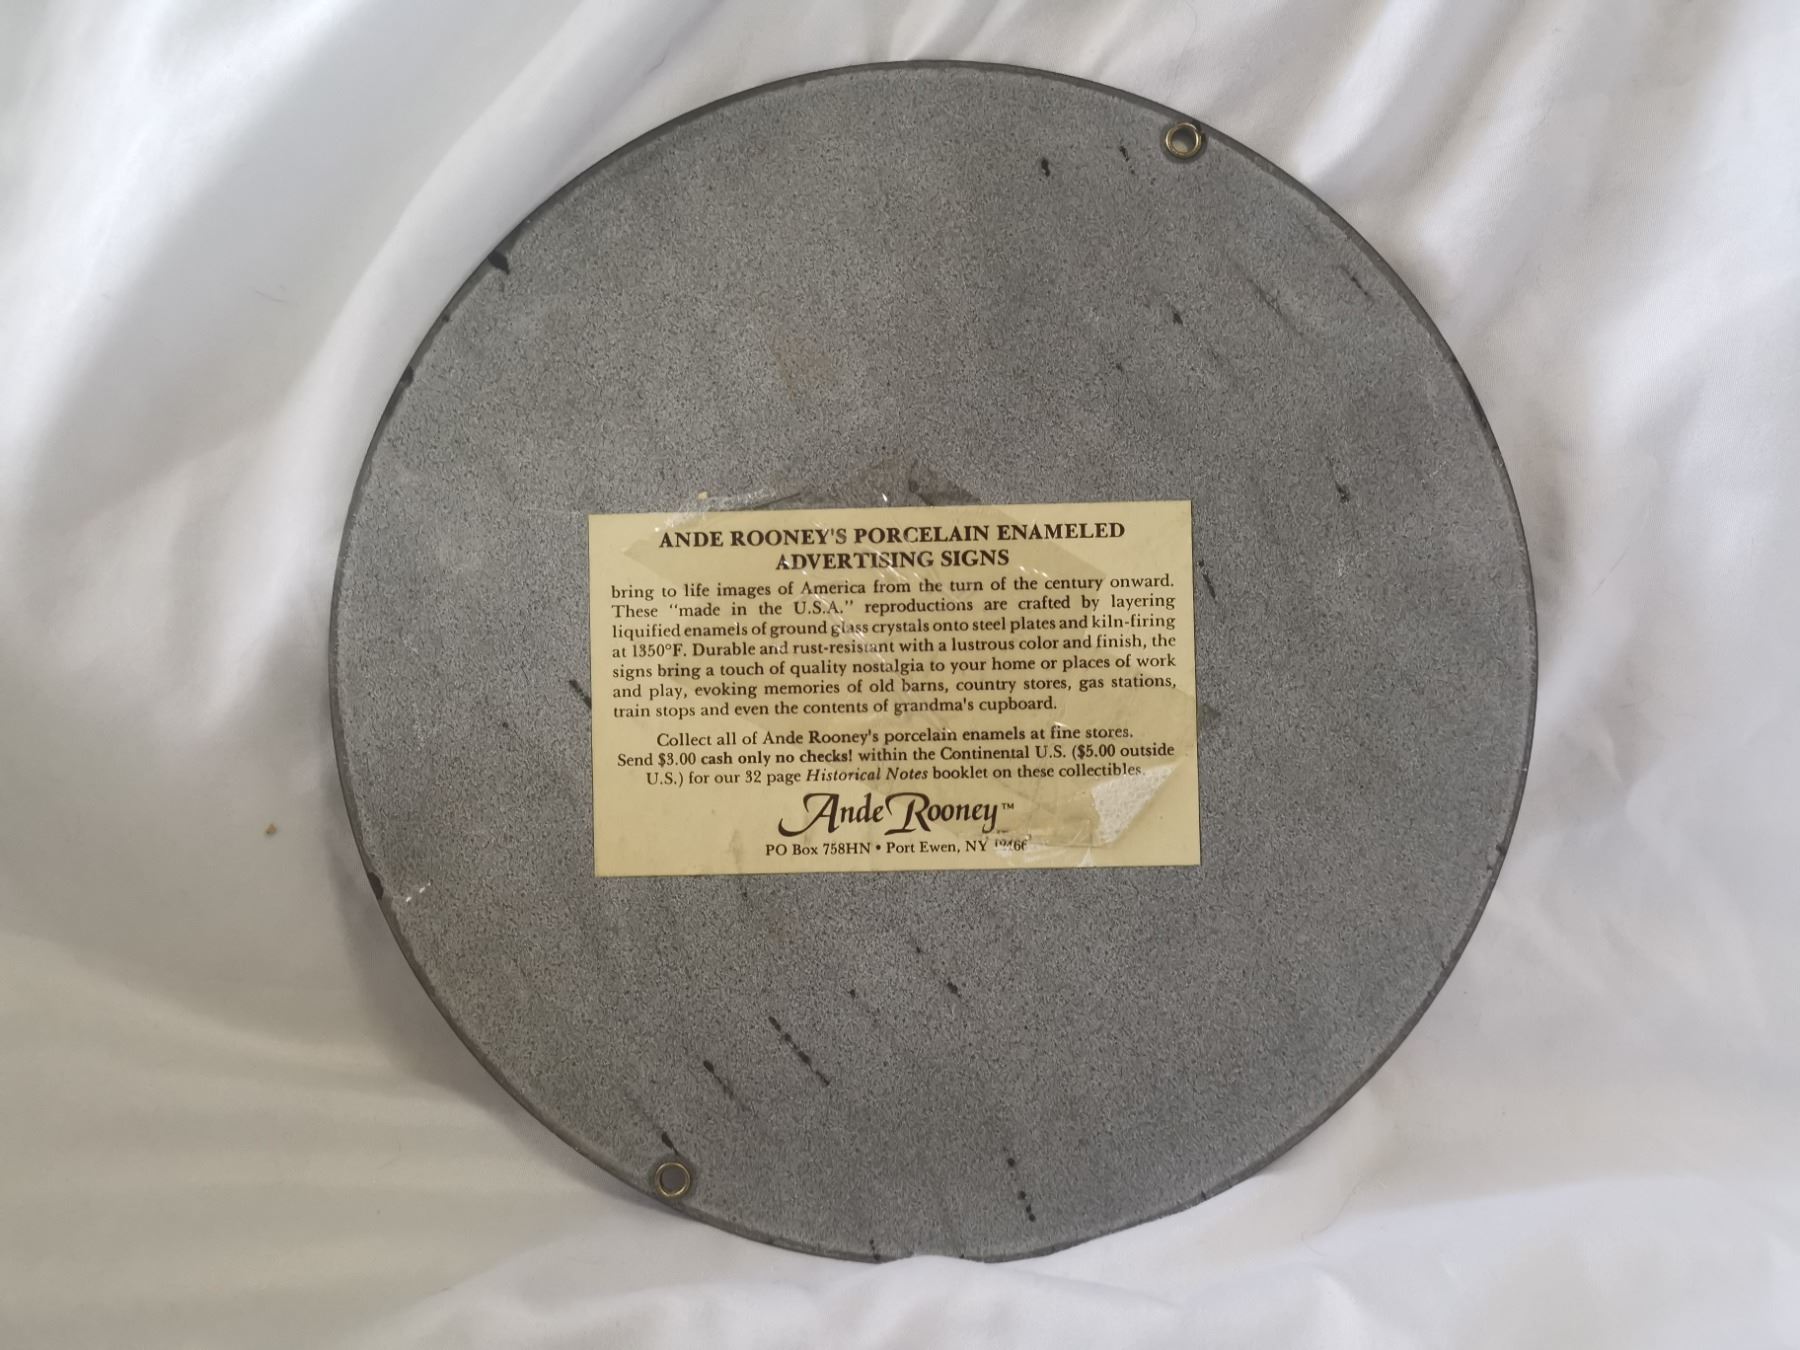 ANDE ROONEY'S PORCELAIN ENAMELED
ADVERTISING SIGNS
bring to life images of America from the turn of the century onward.
These "made in the U.S.A." reproductions are crafted by layering
liquified enamels of ground glass crystals onto steel plates and kiln-firing
at 1350°F. Durable and rust-resistant with a lustrous color and finish, the
signs bring a touch of quality nostalgia to your home or places of work
and play, evoking memories of old barns, country stores, gas stations,
train stops and even the contents of grandma's cupboard.
Collect all of Ande Rooney's porcelain enamels at fine stores.
Send $3.00 cash only no checks! within the Continental U.S. ($5.00 outside
U.S.) for our 32 page Historical Notes booklet on these collectibles.
Ande Rooney™
PO Box 758HN • Port Ewen, NY